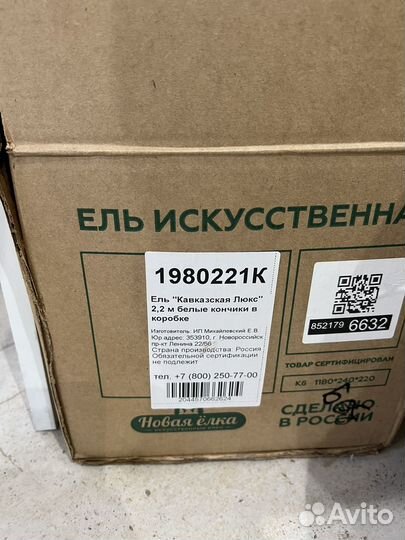 ЕЛЬ ИСКУССТВЕННА
1980221К
Ель "Кавказская Люкс"
2,2 м белые кончики в
коробке
Изготовитель: ИП Михайлевский Е.В.
Юр.адрес: 353910, г. Новороссийск
пр-кт Ленина 22/56
Страна производства: Россия
Обязательной сертификации
не подлежит
тел. +7 (800) 250-77-00
2044570662624
852179 6632
ТОВАР СЕРТИФИЦИРОВАН
К6 1180*240*220
Новая ёлка
СДЕЛАНО
В РОССИИ
Avito